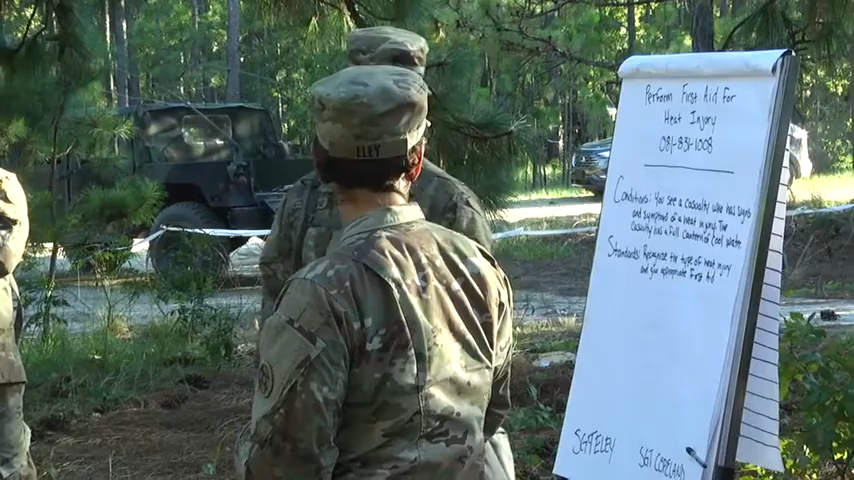 ELEY
Perform First Aid For
Heat Injury
081-831-1008
Conditions: You see a casualty who has signs
and symptoms of a heat injury. The
Casualty has a full canteen of cool water
Standards: Recognize the type of heat injury
and give appropriate First Aid
SGT ELEY
SGT COPELAND